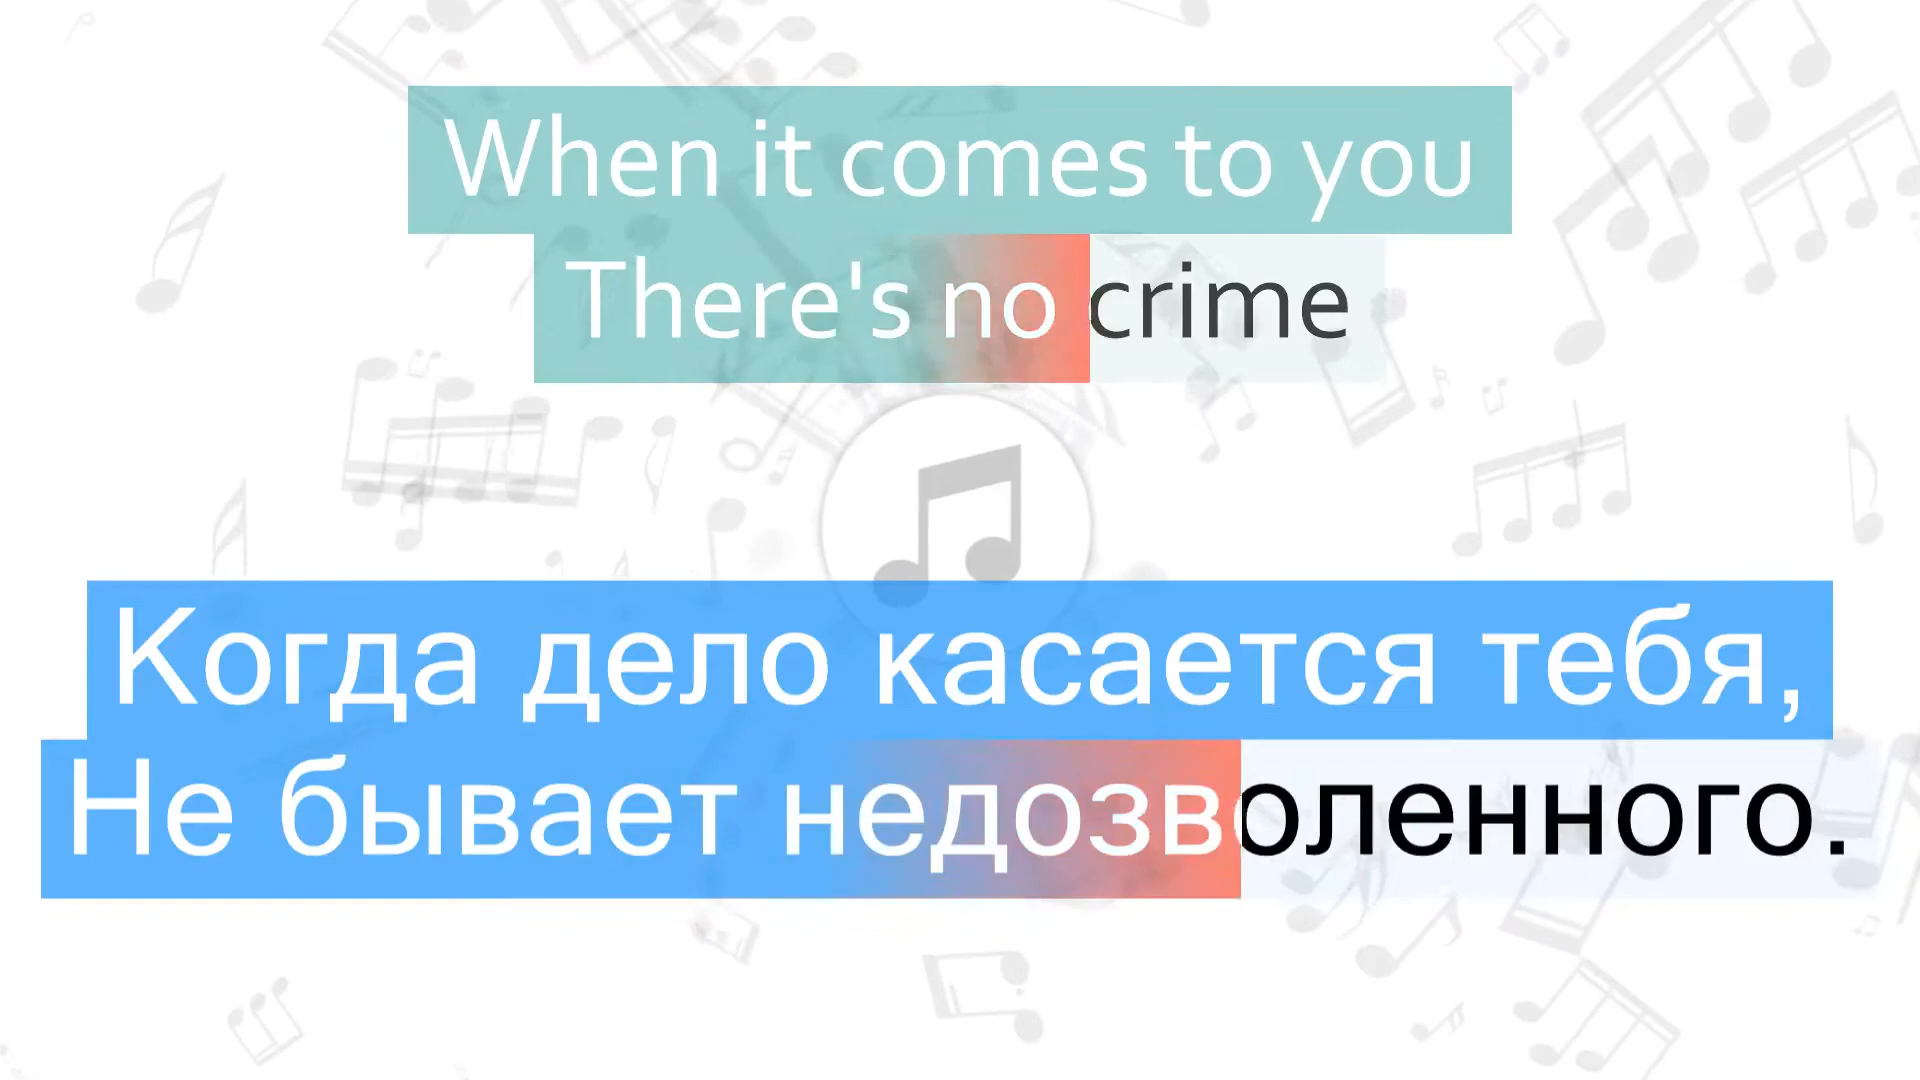 When it comes to you
There's no crime
Когда дело касается тебя,
Не бывает недозволенного.